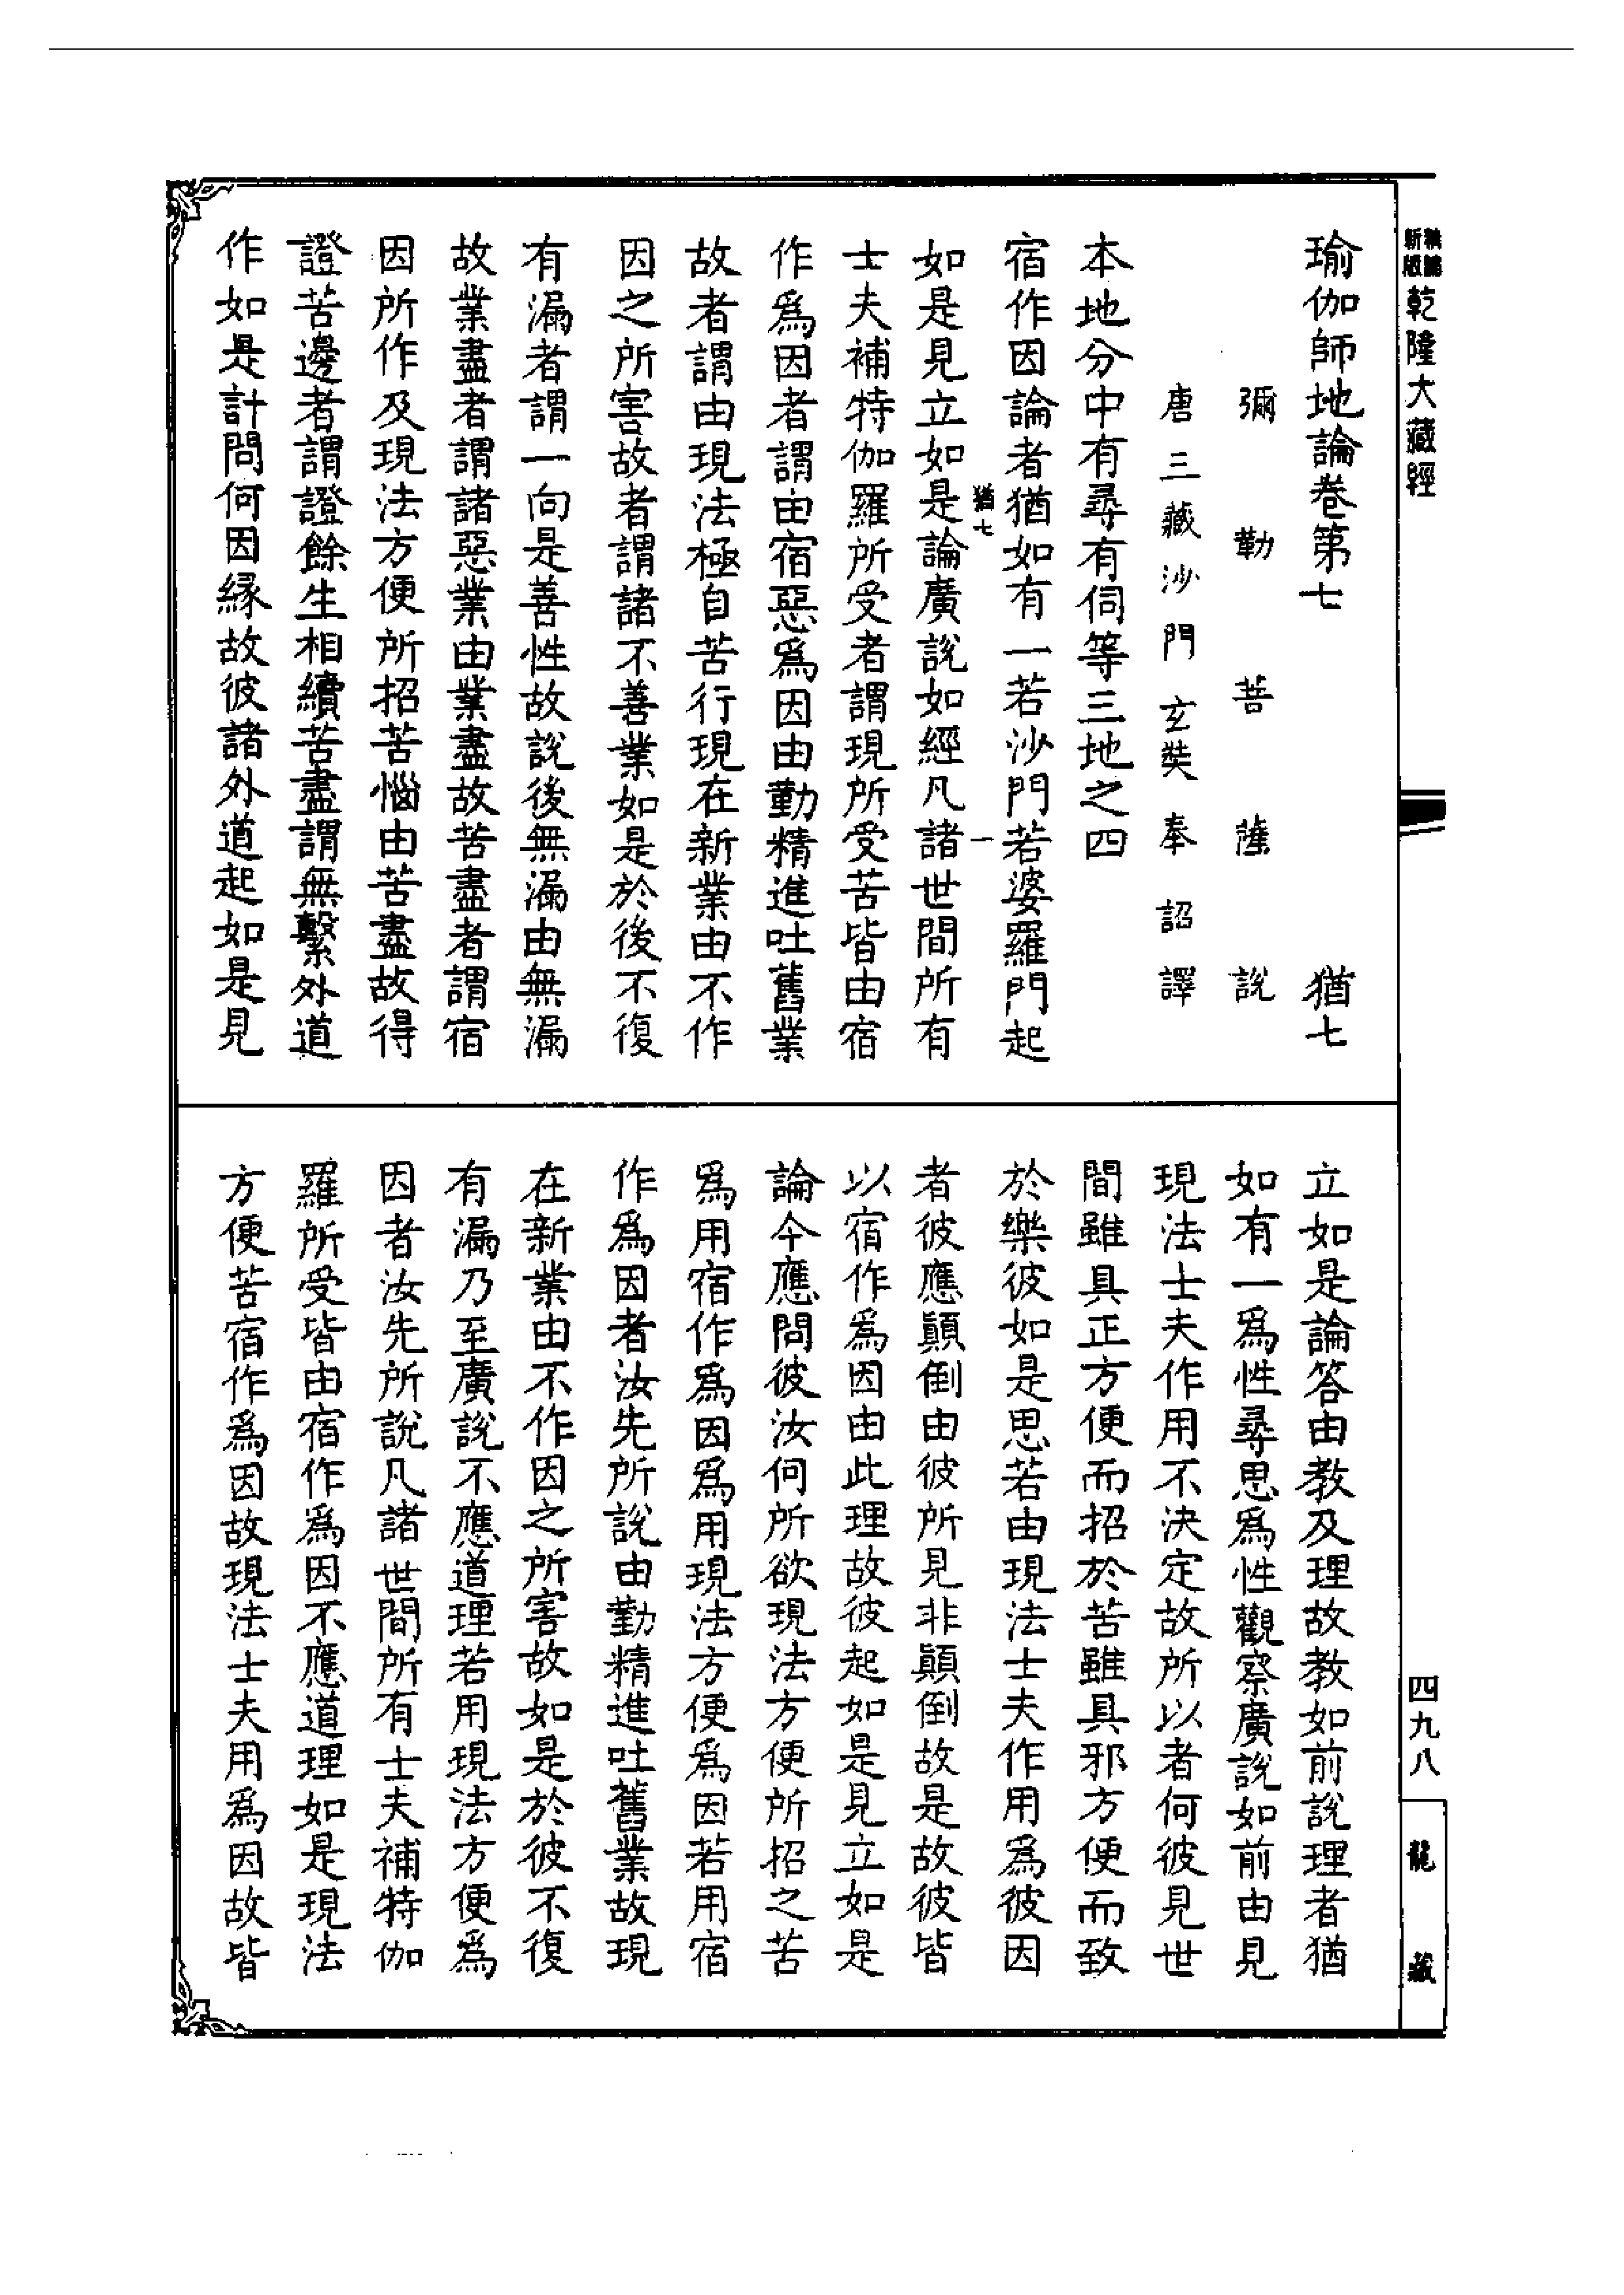 新版
乾隆大藏經
四九八
龍藏
瑜伽師地論卷第七　猶七
彌勒菩薩說
唐三藏沙門玄奘奉詔譯
本地分中有尋有伺等三地之四
宿作因論者猶如有一若沙門若婆羅門起
猶七　一
如是見立如是論廣說如經凡諸世間所有
士夫補特伽羅所受者謂現所受苦皆由宿
作爲因者謂由宿惡爲因由勤精進吐舊業
故者謂由現法極自苦行現在新業由不作
因之所害故者謂諸不善業如是於後不復
有漏者謂一向是善性故說後無漏由無漏
故業盡者謂諸惡業由業盡故苦盡者謂宿
因所作及現法方便所招苦惱由苦盡故得
證苦邊者謂證餘生相續苦盡謂無繫外道
作如是計問何因緣故彼諸外道起如是見
立如是論答由教及理故教如前說理者猶
如有一爲性尋思爲性觀察廣說如前由見
現法士夫作用不決定故所以者何彼見世
間雖具正方便而招於苦雖具邪方便而致
於樂彼如是思若由現法士夫作用爲彼因
者彼應顛倒由彼所見非顛倒故是故彼皆
以宿作爲因由此理故彼起如是見立如是
論今應問彼汝何所欲現法方便所招之苦
爲用宿作爲因爲用現法方便爲因若用宿
作爲因者汝先所說由勤精進吐舊業故現
在新業由不作因之所害故如是於彼不復
有漏乃至廣說不應道理若用現法方便爲
因者汝先所說凡諸世間所有士夫補特伽
羅所受皆由宿作爲因不應道理如是現法
方便苦宿作爲因故現法士夫用爲因故皆